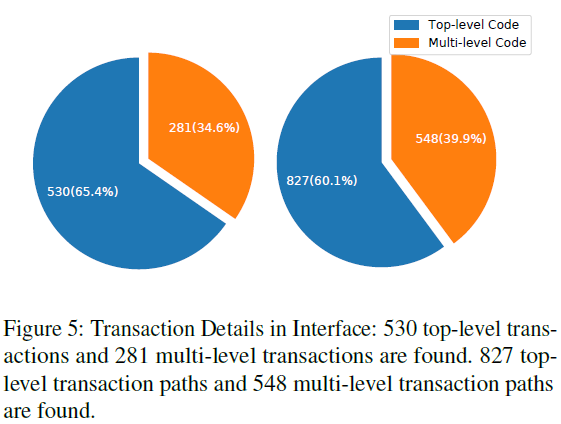 Top-level Code
Multi-level Code
281(34.6%)
530(65.4%)
548(39.9%)
827(60.1%)
Figure 5: Transaction Details in Interface: 530 top-level trans-
actions and 281 multi-level transactions are found. 827 top-
level transaction paths and 548 multi-level transaction paths
are found.